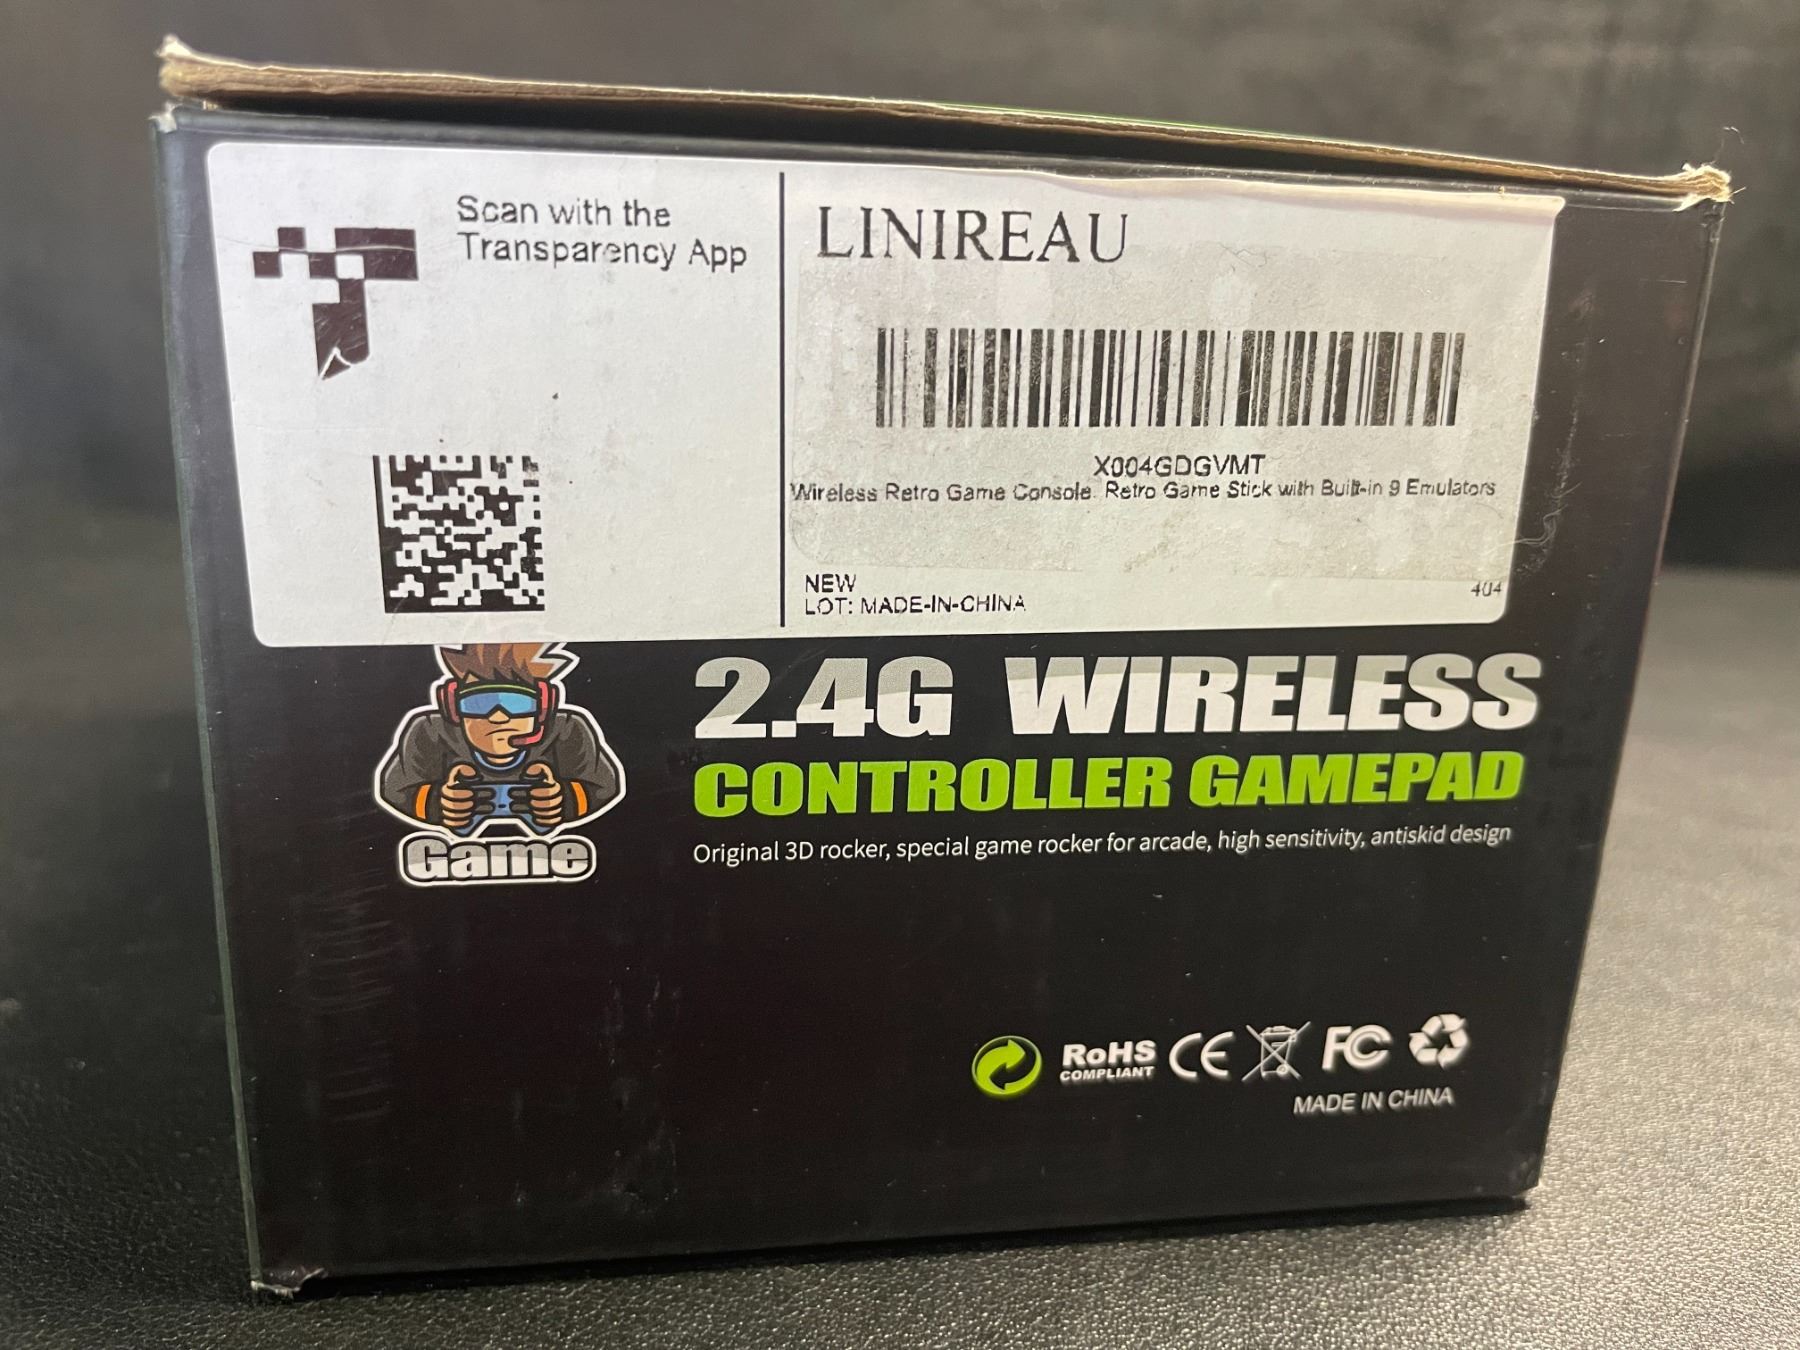 Scan with the
Transparency App
LINIREAU
X004GDGVMT
Wireless Retro Game Console. Retro Game Stick with Built-in 9 Emulators
NEW
LOT: MADE-IN-CHINA
404
2.4G WIRELESS
CONTROLLER GAMEPAD
Original 3D rocker, special game rocker for arcade, high sensitivity, antiskid design
Game
RoHS
COMPLIANT
CE
FC
MADE IN CHINA